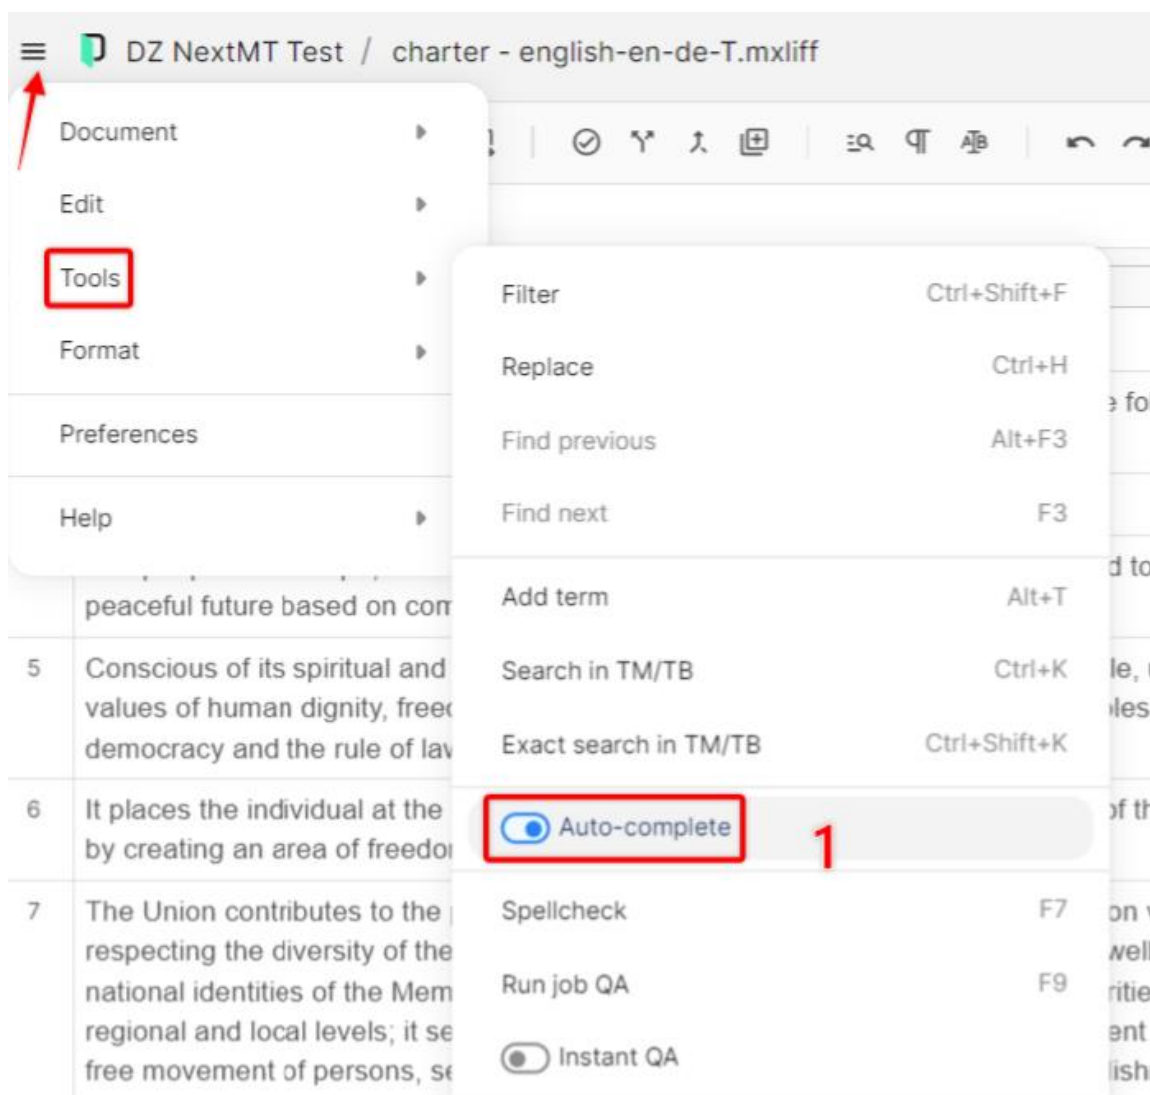 DZ NextMT Test / charter - english-en-de-T.mxliff
Document
Edit
Tools
Format
Preferences
Help
Filter Ctrl+Shift+F
Replace Ctrl+H
Find previous Alt+F3
Find next F3
Add term Alt+T
Search in TM/TB Ctrl+K
Exact search in TM/TB Ctrl+Shift+K
Auto-complete 1
Spellcheck F7
Run job QA F9
Instant QA
peaceful future based on com
5 Conscious of its spiritual and
values of human dignity, freed
democracy and the rule of law
6 It places the individual at the
by creating an area of freedo
7 The Union contributes to the
respecting the diversity of the
national identities of the Mem
regional and local levels; it se
free movement of persons, se